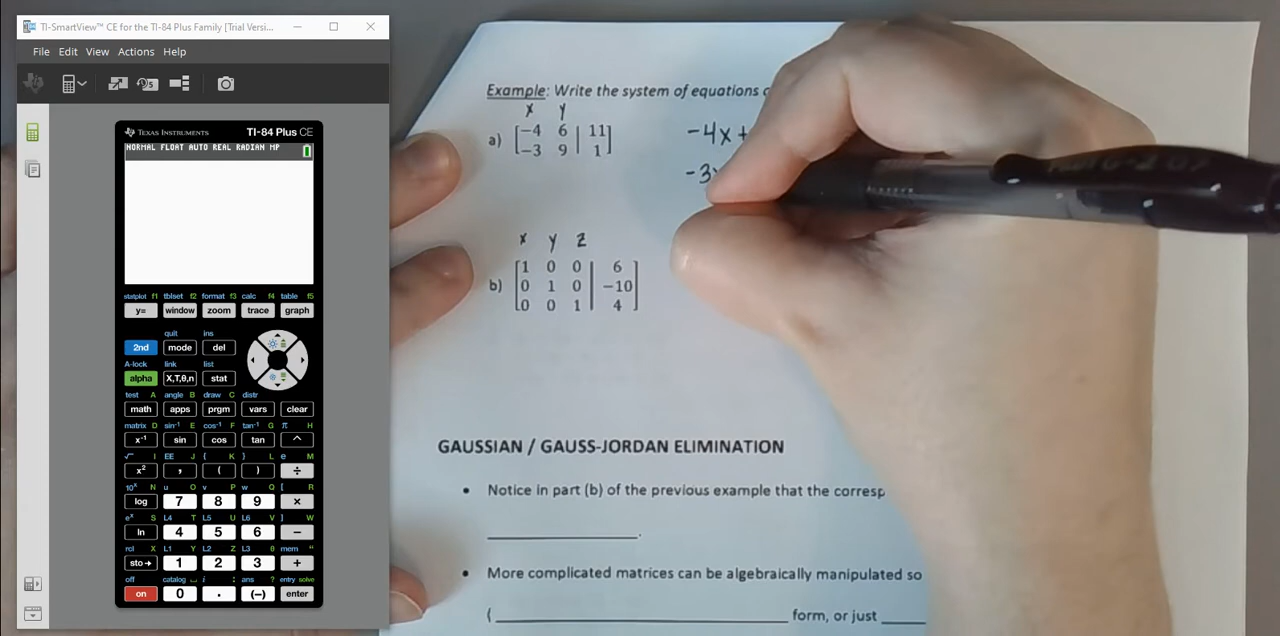 TI-SmartView™ CE for the TI-84 Plus Family [Trial Versi...
File Edit View Actions Help
TEXAS INSTRUMENTS TI-84 Plus CE
NORMAL FLOAT AUTO REAL RADIAN MP
statplot f1 tblset f2 format f3 calc f4 table f5
y= window zoom trace graph
quit ins
2nd mode del
A-lock link list
alpha X,T,θ,n stat
test A angle B draw C distr
math apps prgm vars clear
matrix D sin⁻¹ E cos⁻¹ F tan⁻¹ G π H
x⁻¹ sin cos tan ^
√ I EE J { K } L e M
x² , ( ) ÷
10ˣ N u O v P w Q [ R
log 7 8 9 ×
eˣ S L4 T L5 U L6 V ] W
ln 4 5 6 −
rcl X L1 Y L2 Z L3 θ mem "
sto→ 1 2 3 +
off catalog i : ans ? entry solve
on 0 . (−) enter
Example: Write the system of equations
x y
a) [−4 6 | 11]
[−3 9 | 1]
-4x +
-3
x y z
b) [1 0 0 | 6]
[0 1 0 | −10]
[0 0 1 | 4]
GAUSSIAN / GAUSS-JORDAN ELIMINATION
• Notice in part (b) of the previous example that the corresp
____________.
• More complicated matrices can be algebraically manipulated so
(____________ form, or just ____